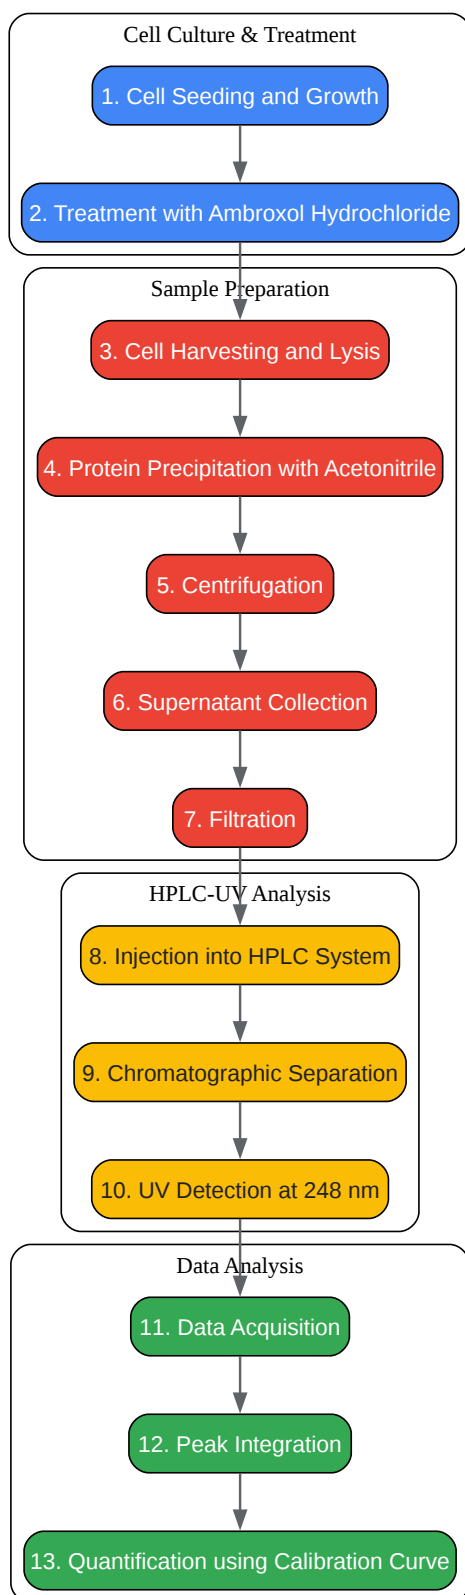 Cell Culture & Treatment
1. Cell Seeding and Growth
2. Treatment with Ambroxol Hydrochloride
Sample Preparation
3. Cell Harvesting and Lysis
4. Protein Precipitation with Acetonitrile
5. Centrifugation
6. Supernatant Collection
7. Filtration
HPLC-UV Analysis
8. Injection into HPLC System
9. Chromatographic Separation
10. UV Detection at 248 nm
Data Analysis
11. Data Acquisition
12. Peak Integration
13. Quantification using Calibration Curve